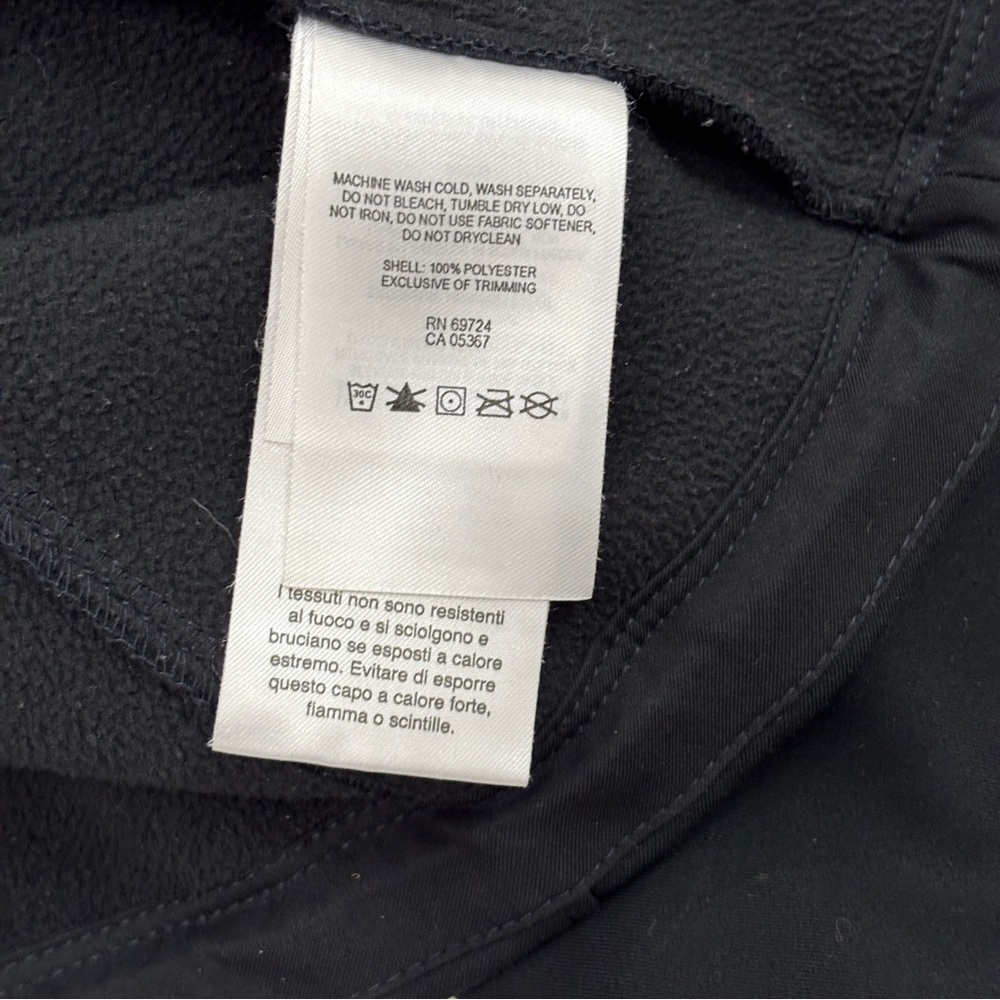 MACHINE WASH COLD, WASH SEPARATELY,
DO NOT BLEACH, TUMBLE DRY LOW, DO
NOT IRON, DO NOT USE FABRIC SOFTENER,
DO NOT DRYCLEAN
SHELL: 100% POLYESTER
EXCLUSIVE OF TRIMMING
RN 69724
CA 05367
30C
I tessuti non sono resistenti
al fuoco e si sciolgono e
bruciano se esposti a calore
estremo. Evitare di esporre
questo capo a calore forte,
fiamma o scintille.